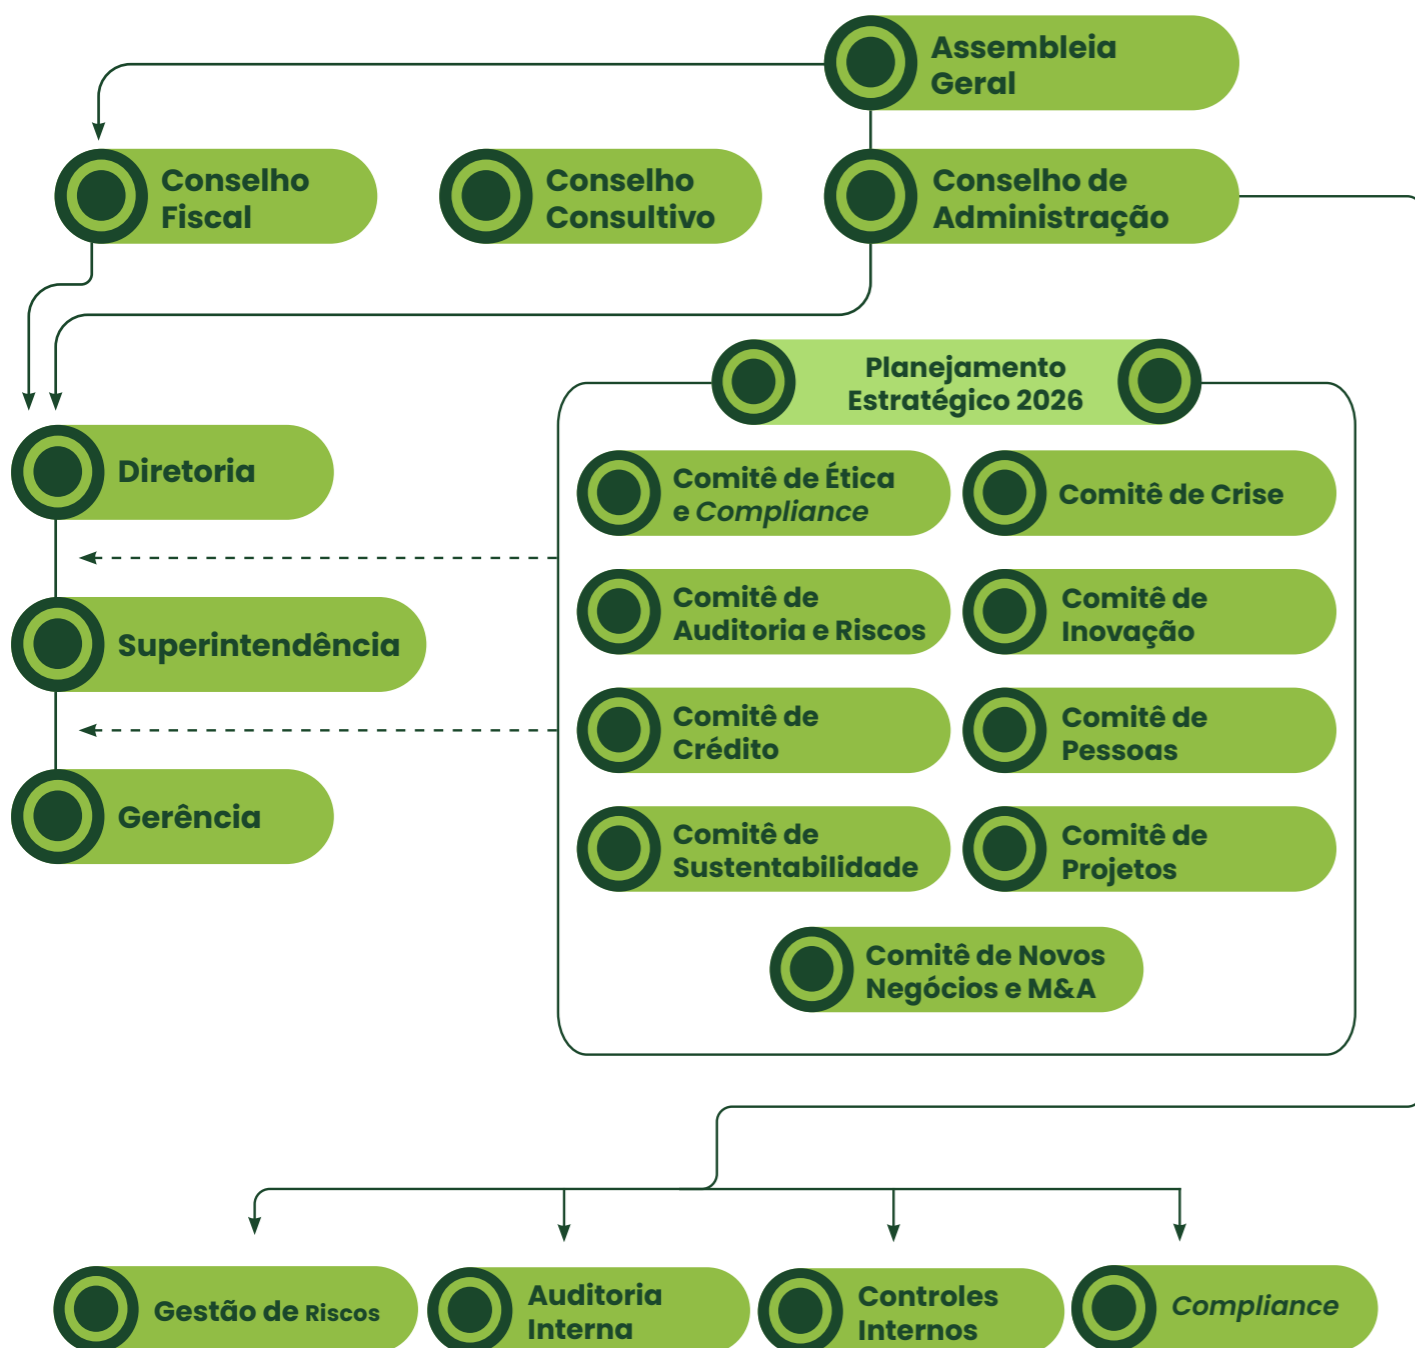 Assembleia
Geral
Conselho
Fiscal
Conselho
Consultivo
Conselho de
Administração
Planejamento
Estratégico 2026
Diretoria
Superintendência
Gerência
Comitê de Ética
e Compliance
Comitê de Crise
Comitê de
Auditoria e Riscos
Comitê de
Inovação
Comitê de
Crédito
Comitê de
Pessoas
Comitê de
Sustentabilidade
Comitê de
Projetos
Comitê de Novos
Negócios e M&A
Gestão de Riscos
Auditoria
Interna
Controles
Internos
Compliance